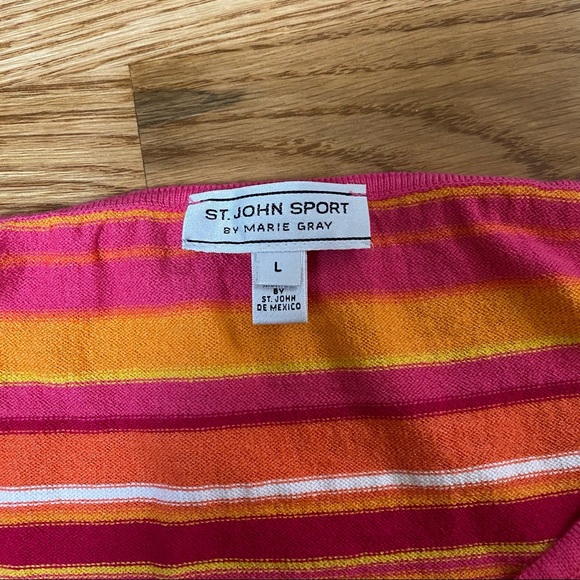 ST. JOHN SPORT
BY MARIE GRAY
L
BY
ST. JOHN
DE MEXICO